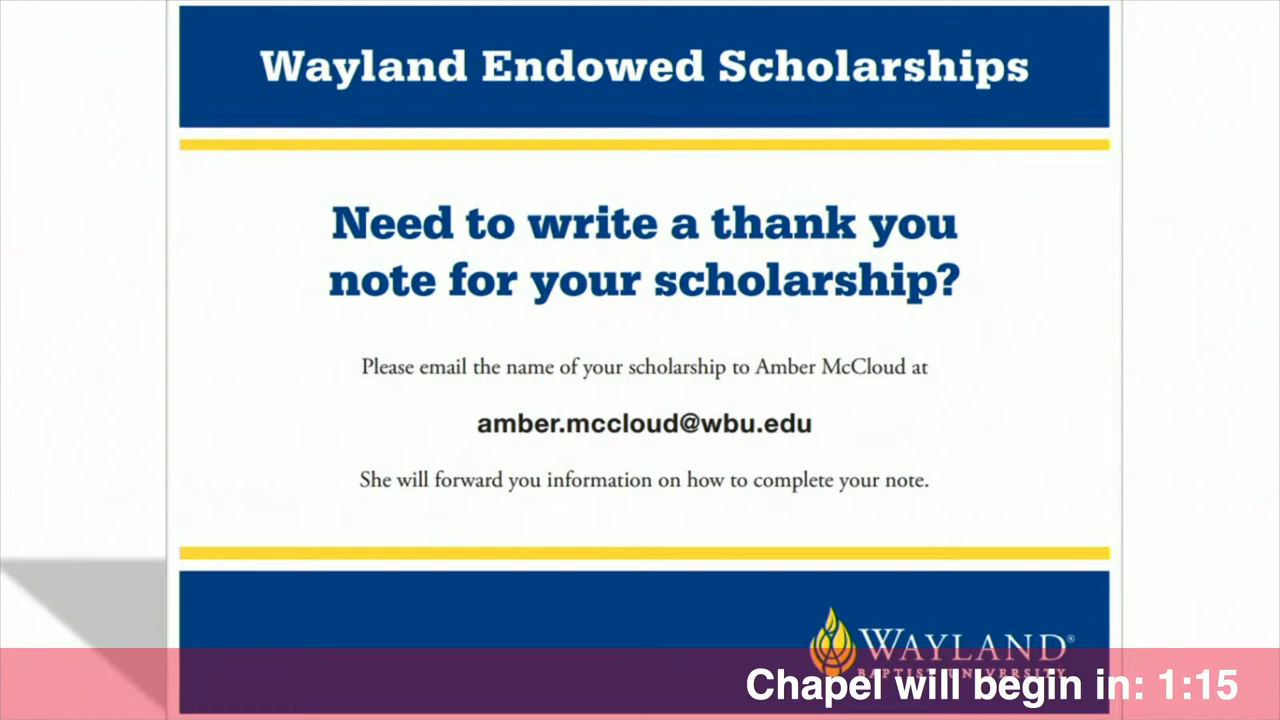 Wayland Endowed Scholarships
Need to write a thank you
note for your scholarship?
Please email the name of your scholarship to Amber McCloud at
amber.mccloud@wbu.edu
She will forward you information on how to complete your note.
WAYLAND®
BAPTIST UNIVERSITY
Chapel will begin in: 1:15